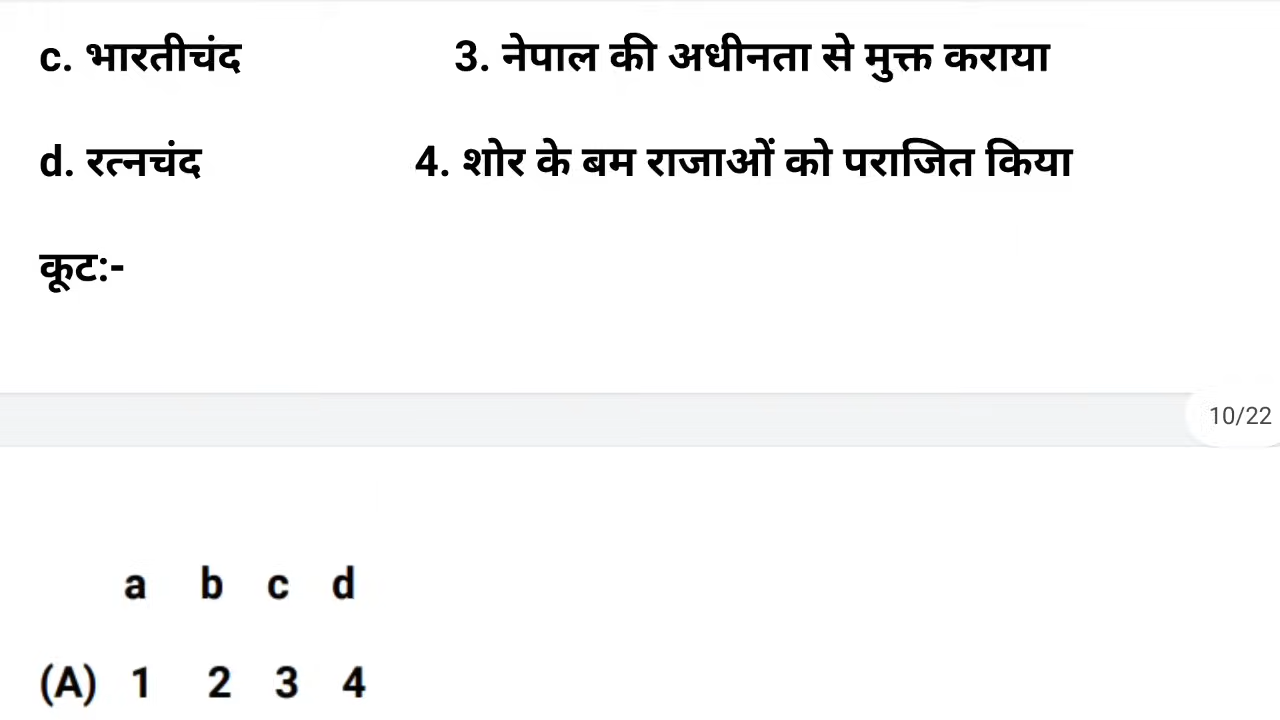 c. भारतीचंद 3. नेपाल की अधीनता से मुक्त कराया
d. रत्नचंद 4. शोर के बम राजाओं को पराजित किया
कूट:-
10/22
a b c d
(A) 1 2 3 4